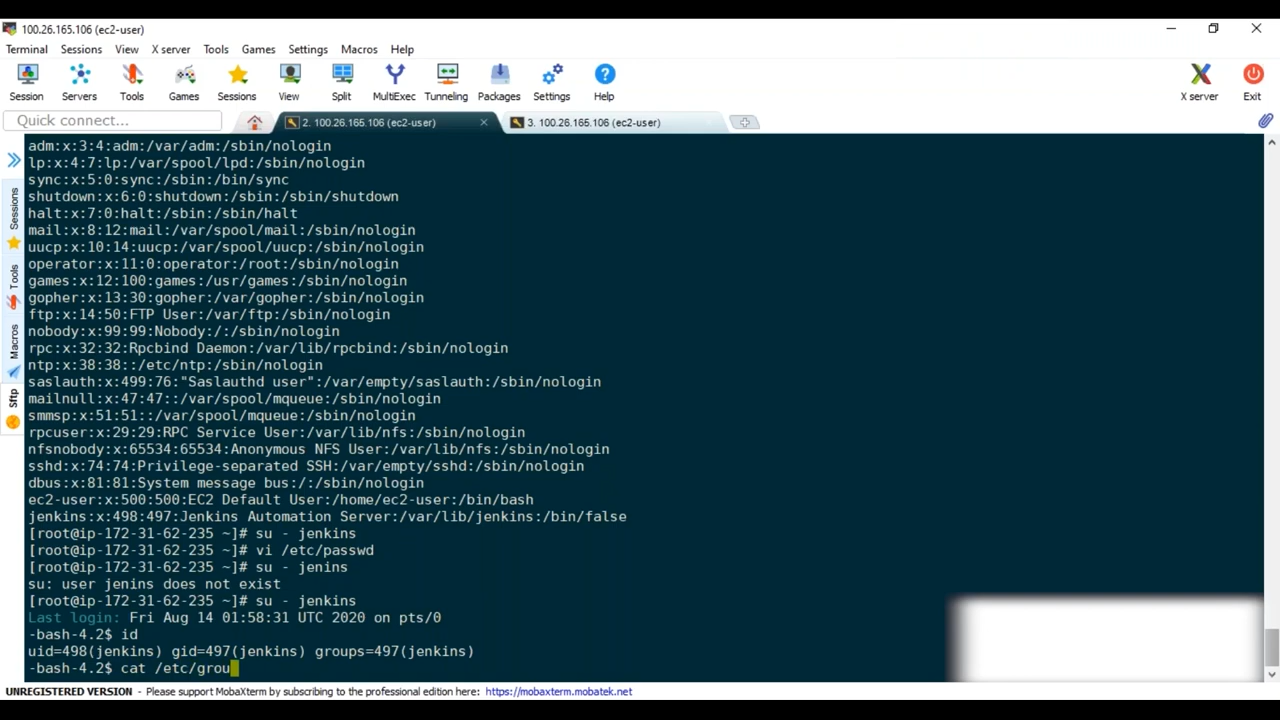 100.26.165.106 (ec2-user)
Terminal Sessions View X server Tools Games Settings Macros Help
Session Servers Tools Games Sessions View Split MultiExec Tunneling Packages Settings Help X server Exit
Quick connect...
2. 100.26.165.106 (ec2-user)
3. 100.26.165.106 (ec2-user)
Sessions
Tools
Macros
Sftp
adm:x:3:4:adm:/var/adm:/sbin/nologin
lp:x:4:7:lp:/var/spool/lpd:/sbin/nologin
sync:x:5:0:sync:/sbin:/bin/sync
shutdown:x:6:0:shutdown:/sbin:/sbin/shutdown
halt:x:7:0:halt:/sbin:/sbin/halt
mail:x:8:12:mail:/var/spool/mail:/sbin/nologin
uucp:x:10:14:uucp:/var/spool/uucp:/sbin/nologin
operator:x:11:0:operator:/root:/sbin/nologin
games:x:12:100:games:/usr/games:/sbin/nologin
gopher:x:13:30:gopher:/var/gopher:/sbin/nologin
ftp:x:14:50:FTP User:/var/ftp:/sbin/nologin
nobody:x:99:99:Nobody:/:/sbin/nologin
rpc:x:32:32:Rpcbind Daemon:/var/lib/rpcbind:/sbin/nologin
ntp:x:38:38::/etc/ntp:/sbin/nologin
saslauth:x:499:76:"Saslauthd user":/var/empty/saslauth:/sbin/nologin
mailnull:x:47:47::/var/spool/mqueue:/sbin/nologin
smmsp:x:51:51::/var/spool/mqueue:/sbin/nologin
rpcuser:x:29:29:RPC Service User:/var/lib/nfs:/sbin/nologin
nfsnobody:x:65534:65534:Anonymous NFS User:/var/lib/nfs:/sbin/nologin
sshd:x:74:74:Privilege-separated SSH:/var/empty/sshd:/sbin/nologin
dbus:x:81:81:System message bus:/:/sbin/nologin
ec2-user:x:500:500:EC2 Default User:/home/ec2-user:/bin/bash
jenkins:x:498:497:Jenkins Automation Server:/var/lib/jenkins:/bin/false
[root@ip-172-31-62-235 ~]# su - jenkins
[root@ip-172-31-62-235 ~]# vi /etc/passwd
[root@ip-172-31-62-235 ~]# su - jenins
su: user jenins does not exist
[root@ip-172-31-62-235 ~]# su - jenkins
Last login: Fri Aug 14 01:58:31 UTC 2020 on pts/0
-bash-4.2$ id
uid=498(jenkins) gid=497(jenkins) groups=497(jenkins)
-bash-4.2$ cat /etc/grou
UNREGISTERED VERSION - Please support MobaXterm by subscribing to the professional edition here: https://mobaxterm.mobatek.net